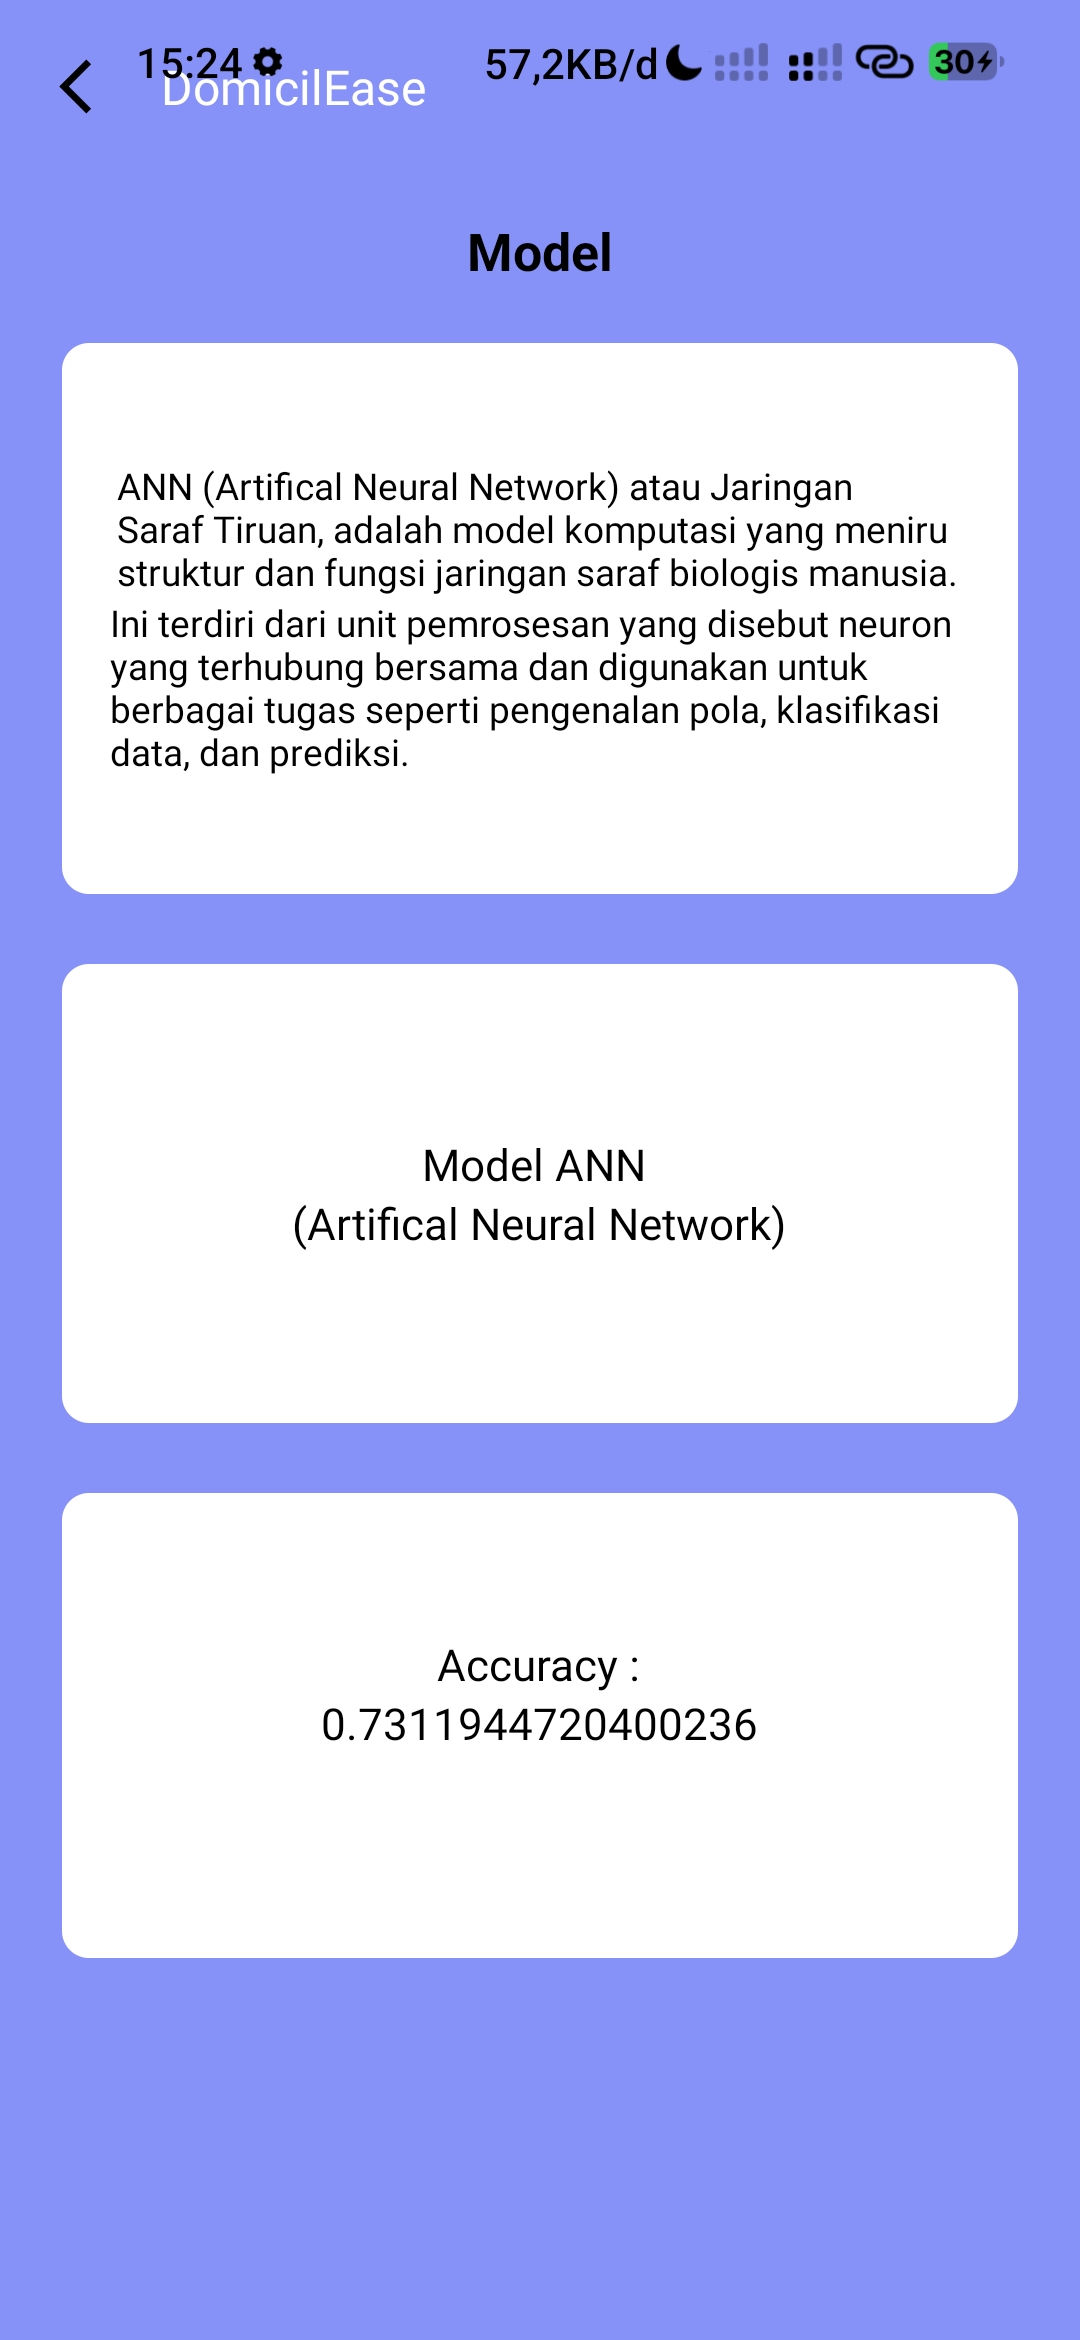 15:24
57,2KB/d
30
DomicilEase
Model
ANN (Artifical Neural Network) atau Jaringan
Saraf Tiruan, adalah model komputasi yang meniru
struktur dan fungsi jaringan saraf biologis manusia.
Ini terdiri dari unit pemrosesan yang disebut neuron
yang terhubung bersama dan digunakan untuk
berbagai tugas seperti pengenalan pola, klasifikasi
data, dan prediksi.
Model ANN
(Artifical Neural Network)
Accuracy :
0.7311944720400236